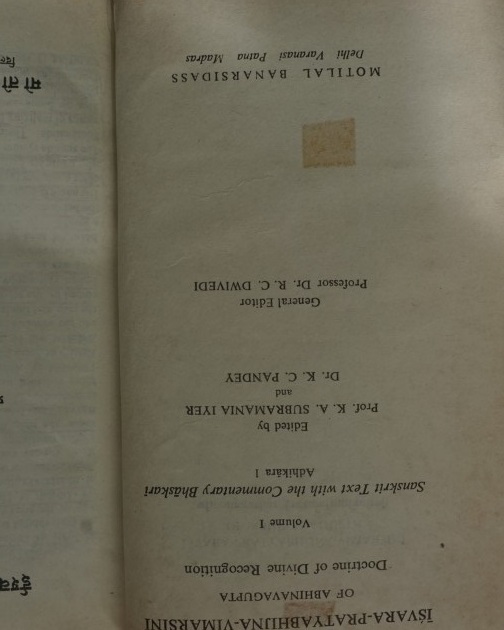 ĪŚVARA-PRATYABHIJÑĀ-VIMARŚINĪ
OF ABHINAVAGUPTA
Doctrine of Divine Recognition
Volume I
Sanskrit Text with the Commentary Bhāskarī
Adhikāra I
Edited by
Prof. K. A. SUBRAMANIA IYER
and
Dr. K. C. PANDEY
General Editor
Professor Dr. R. C. DWIVEDI
MOTILAL BANARSIDASS
Delhi Varanasi Patna Madras